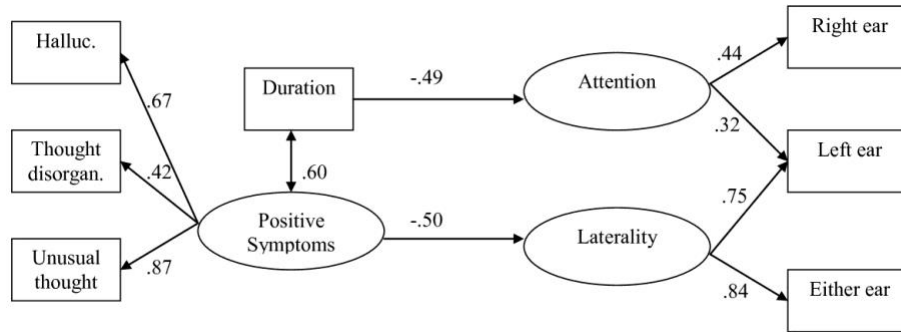 Halluc.
.67
Thought
disorgan.
.42
Unusual
thought
.87
Duration
.60
Positive
Symptoms
-.49
-.50
Attention
Laterality
.44
.32
.75
.84
Right ear
Left ear
Either ear